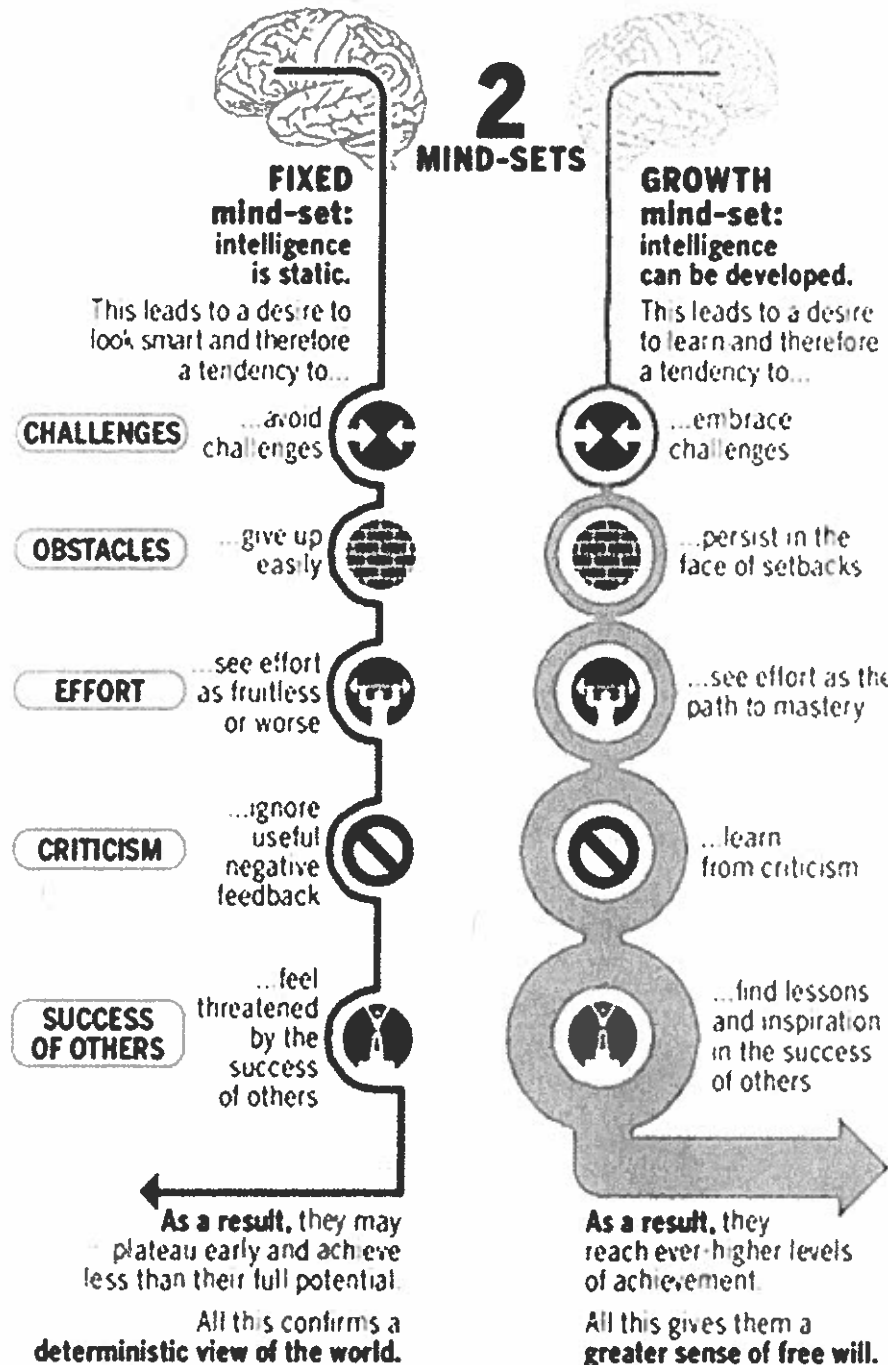 2
MIND-SETS
FIXED
mind-set:
intelligence
is static.
This leads to a desire to
look smart and therefore
a tendency to...
GROWTH
mind-set:
intelligence
can be developed.
This leads to a desire
to learn and therefore
a tendency to...
CHALLENGES
...avoid
challenges
...embrace
challenges
OBSTACLES
...give up
easily
...persist in the
face of setbacks
EFFORT
...see effort
as fruitless
or worse
...see effort as the
path to mastery
CRITICISM
...ignore
useful
negative
feedback
...learn
from criticism
SUCCESS
OF OTHERS
...feel
threatened
by the
success
of others
...find lessons
and inspiration
in the success
of others
As a result, they may
plateau early and achieve
less than their full potential.
All this confirms a
deterministic view of the world.
As a result, they
reach ever-higher levels
of achievement.
All this gives them a
greater sense of free will.